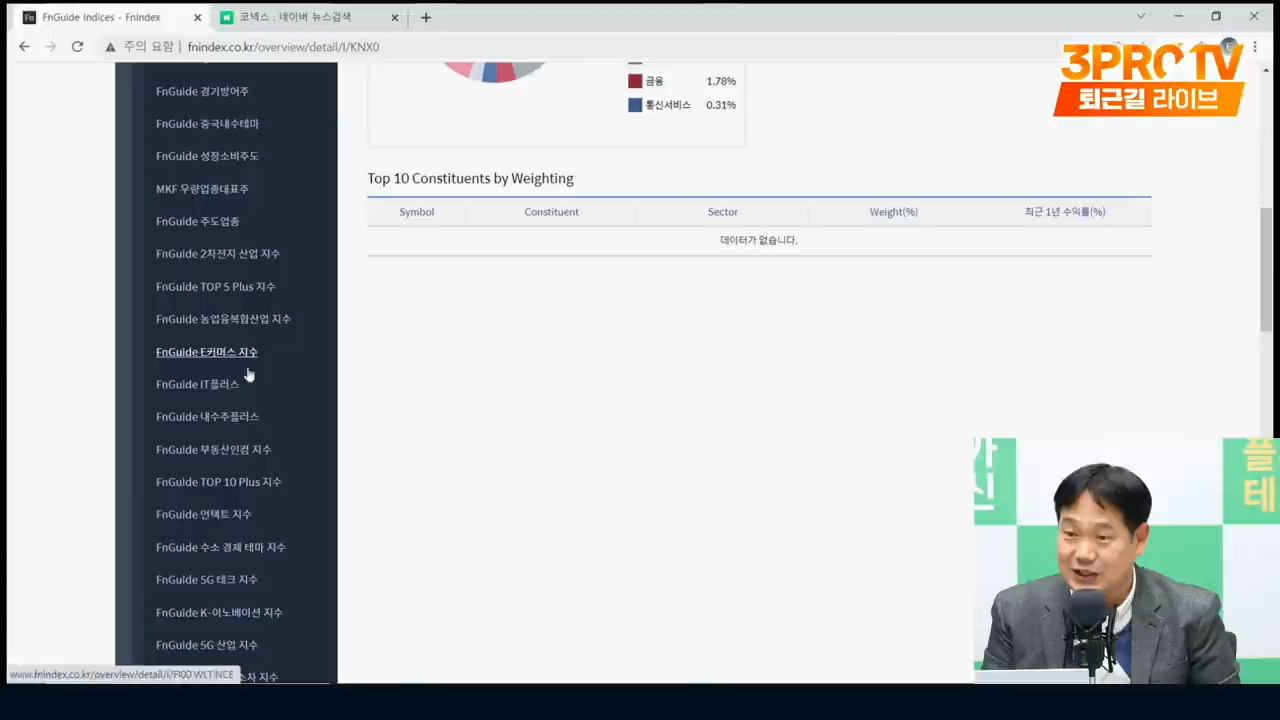 FnGuide Indices - FnIndex
코넥스 : 네이버 뉴스검색
주의 요함
fnindex.co.kr/overview/detail/I/KNX0
3PRO TV
퇴근길 라이브
FnGuide 경기방어주
FnGuide 중국내수테마
FnGuide 성장소비주도
MKF 우량업종대표주
FnGuide 주도업종
FnGuide 2차전지 산업 지수
FnGuide TOP 5 Plus 지수
FnGuide 농업융복합산업 지수
FnGuide E커머스 지수
FnGuide IT플러스
FnGuide 내수주플러스
FnGuide 부동산인컴 지수
FnGuide TOP 10 Plus 지수
FnGuide 언택트 지수
FnGuide 수소 경제 테마 지수
FnGuide 5G 테크 지수
FnGuide K-이노베이션 지수
FnGuide 5G 산업 지수
소차 지수
금융 1.78%
통신서비스 0.31%
Top 10 Constituents by Weighting
Symbol Constituent Sector Weight(%) 최근 1년 수익률(%)
데이터가 없습니다.
가
신
플
테